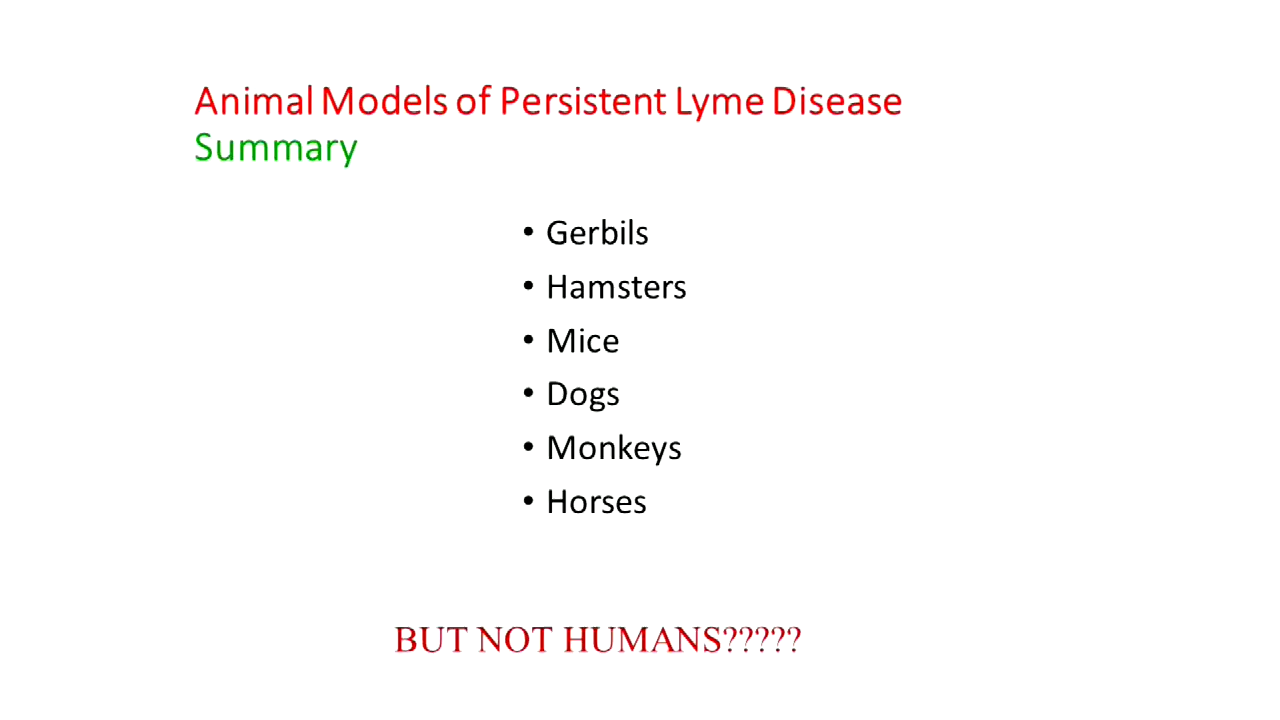 Animal Models of Persistent Lyme Disease
Summary
• Gerbils
• Hamsters
• Mice
• Dogs
• Monkeys
• Horses
BUT NOT HUMANS?????